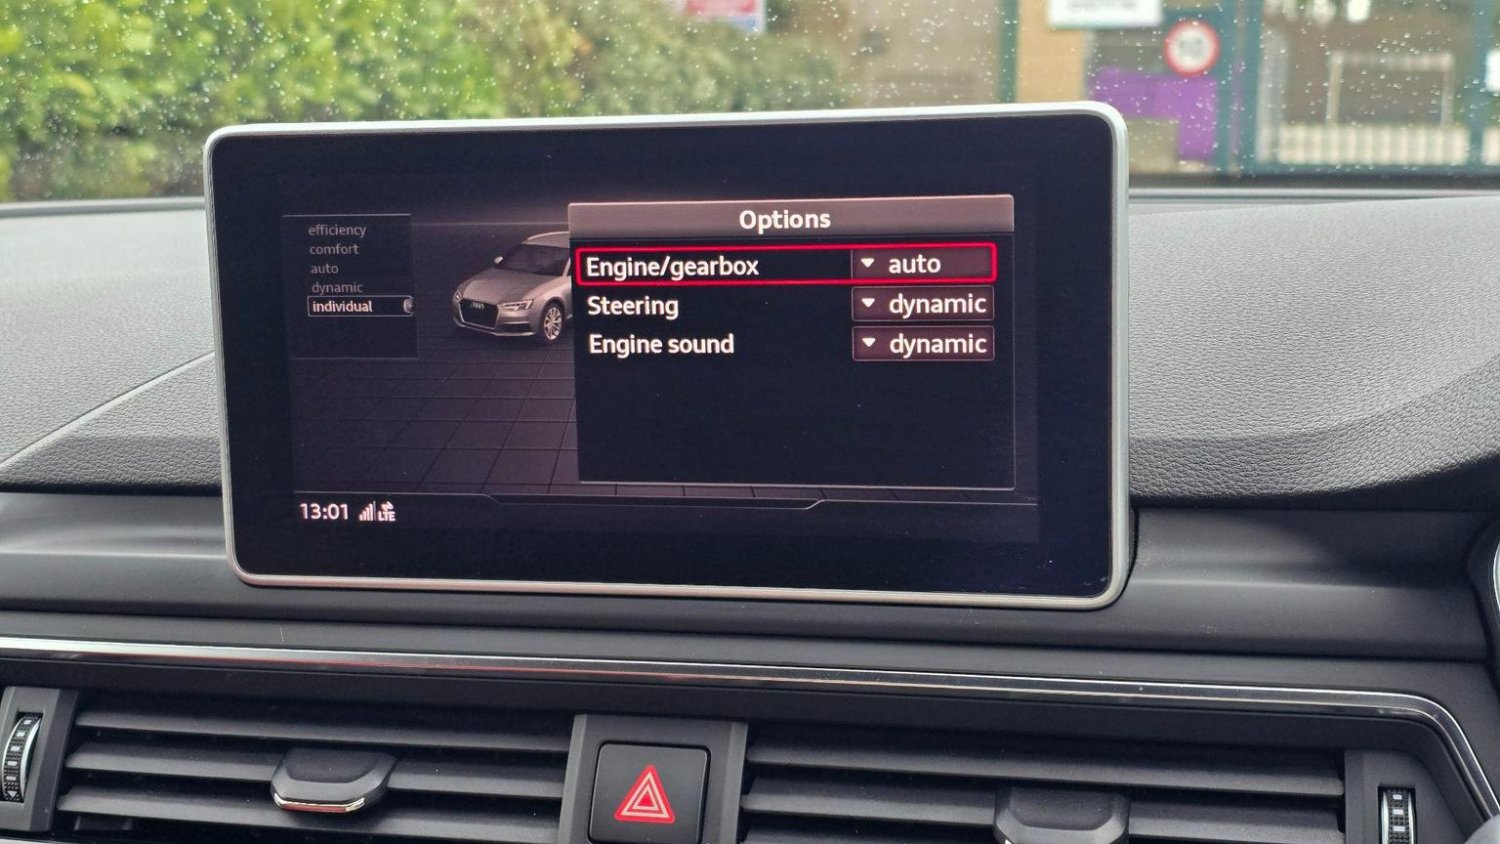 Options
efficiency
comfort
auto
dynamic
individual
Engine/gearbox auto
Steering dynamic
Engine sound dynamic
13:01 LTE